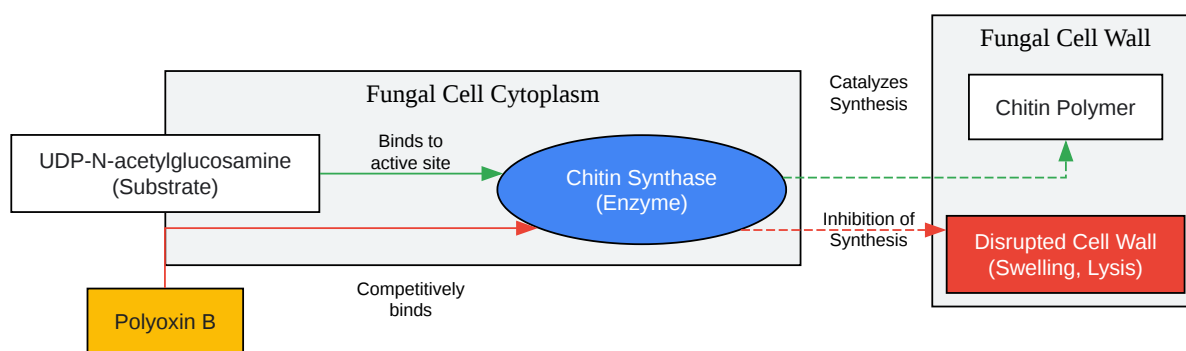 Fungal Cell Wall
Fungal Cell Cytoplasm
Catalyzes
Synthesis
Chitin Polymer
UDP-N-acetylglucosamine
(Substrate)
Binds to
active site
Chitin Synthase
(Enzyme)
Inhibition of
Synthesis
Disrupted Cell Wall
(Swelling, Lysis)
Competitively
binds
Polyoxin B